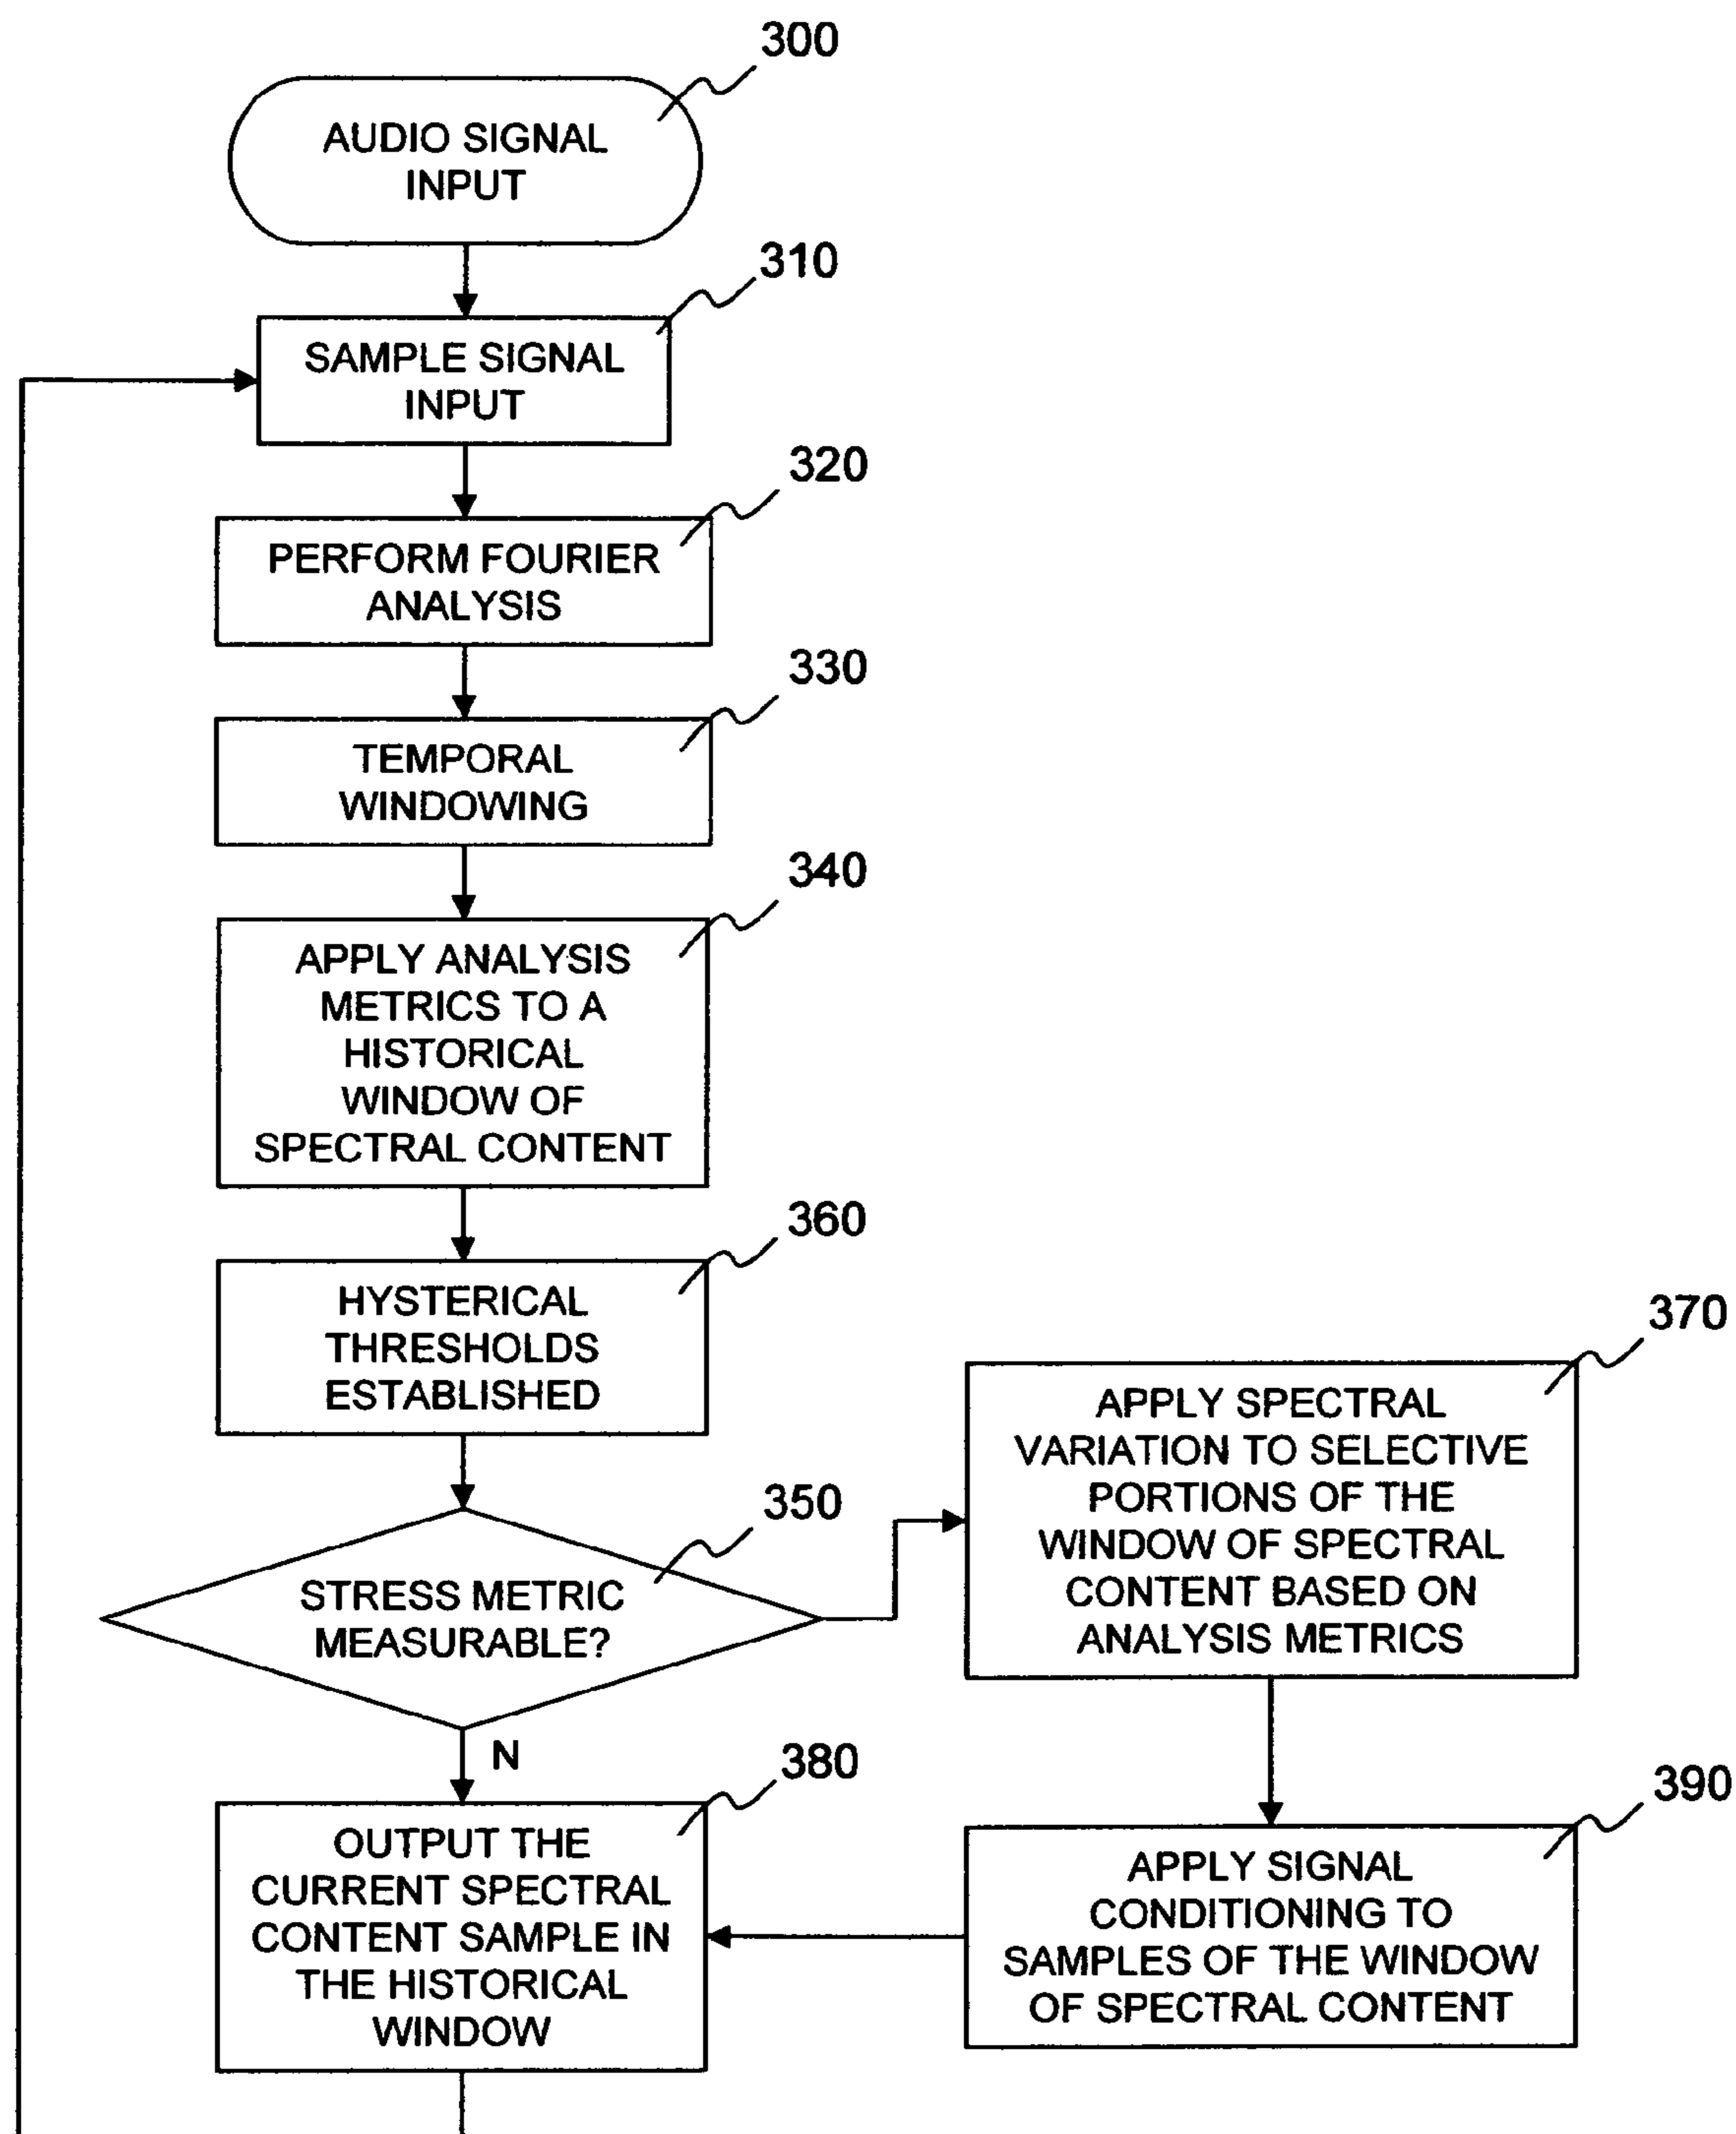 300
AUDIO SIGNAL
INPUT
310
SAMPLE SIGNAL
INPUT
320
PERFORM FOURIER
ANALYSIS
330
TEMPORAL
WINDOWING
340
APPLY ANALYSIS
METRICS TO A
HISTORICAL
WINDOW OF
SPECTRAL CONTENT
360
HYSTERICAL
THRESHOLDS
ESTABLISHED
350
STRESS METRIC
MEASURABLE?
N
370
APPLY SPECTRAL
VARIATION TO SELECTIVE
PORTIONS OF THE
WINDOW OF SPECTRAL
CONTENT BASED ON
ANALYSIS METRICS
380
OUTPUT THE
CURRENT SPECTRAL
CONTENT SAMPLE IN
THE HISTORICAL
WINDOW
390
APPLY SIGNAL
CONDITIONING TO
SAMPLES OF THE WINDOW
OF SPECTRAL CONTENT